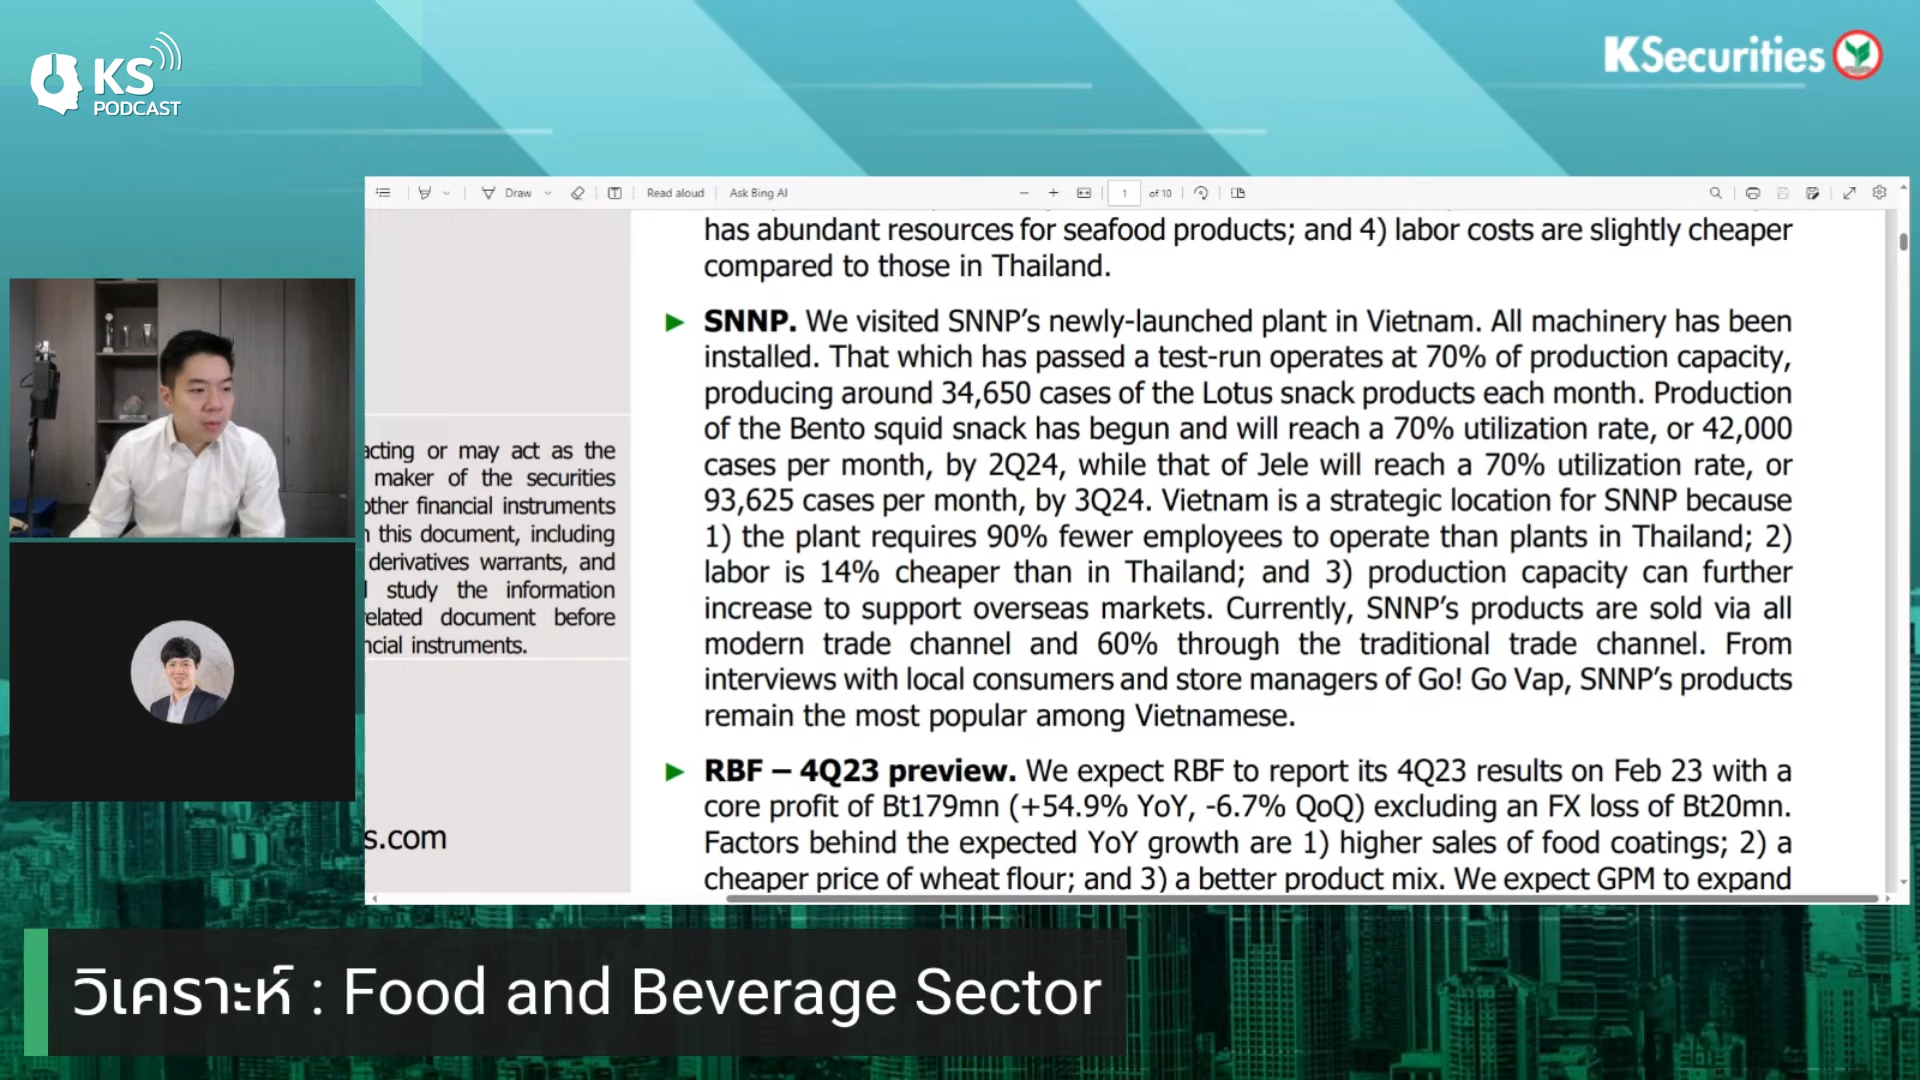 KS
PODCAST
KSecurities
Draw
Read aloud
Ask Bing AI
1
of 10
has abundant resources for seafood products; and 4) labor costs are slightly cheaper
compared to those in Thailand.
► SNNP. We visited SNNP's newly-launched plant in Vietnam. All machinery has been
installed. That which has passed a test-run operates at 70% of production capacity,
producing around 34,650 cases of the Lotus snack products each month. Production
of the Bento squid snack has begun and will reach a 70% utilization rate, or 42,000
cases per month, by 2Q24, while that of Jele will reach a 70% utilization rate, or
93,625 cases per month, by 3Q24. Vietnam is a strategic location for SNNP because
1) the plant requires 90% fewer employees to operate than plants in Thailand; 2)
labor is 14% cheaper than in Thailand; and 3) production capacity can further
increase to support overseas markets. Currently, SNNP's products are sold via all
modern trade channel and 60% through the traditional trade channel. From
interviews with local consumers and store managers of Go! Go Vap, SNNP's products
remain the most popular among Vietnamese.
► RBF – 4Q23 preview. We expect RBF to report its 4Q23 results on Feb 23 with a
core profit of Bt179mn (+54.9% YoY, -6.7% QoQ) excluding an FX loss of Bt20mn.
Factors behind the expected YoY growth are 1) higher sales of food coatings; 2) a
cheaper price of wheat flour; and 3) a better product mix. We expect GPM to expand
acting or may act as the
maker of the securities
other financial instruments
this document, including
derivatives warrants, and
study the information
related document before
ncial instruments.
s.com
วิเคราะห์ : Food and Beverage Sector